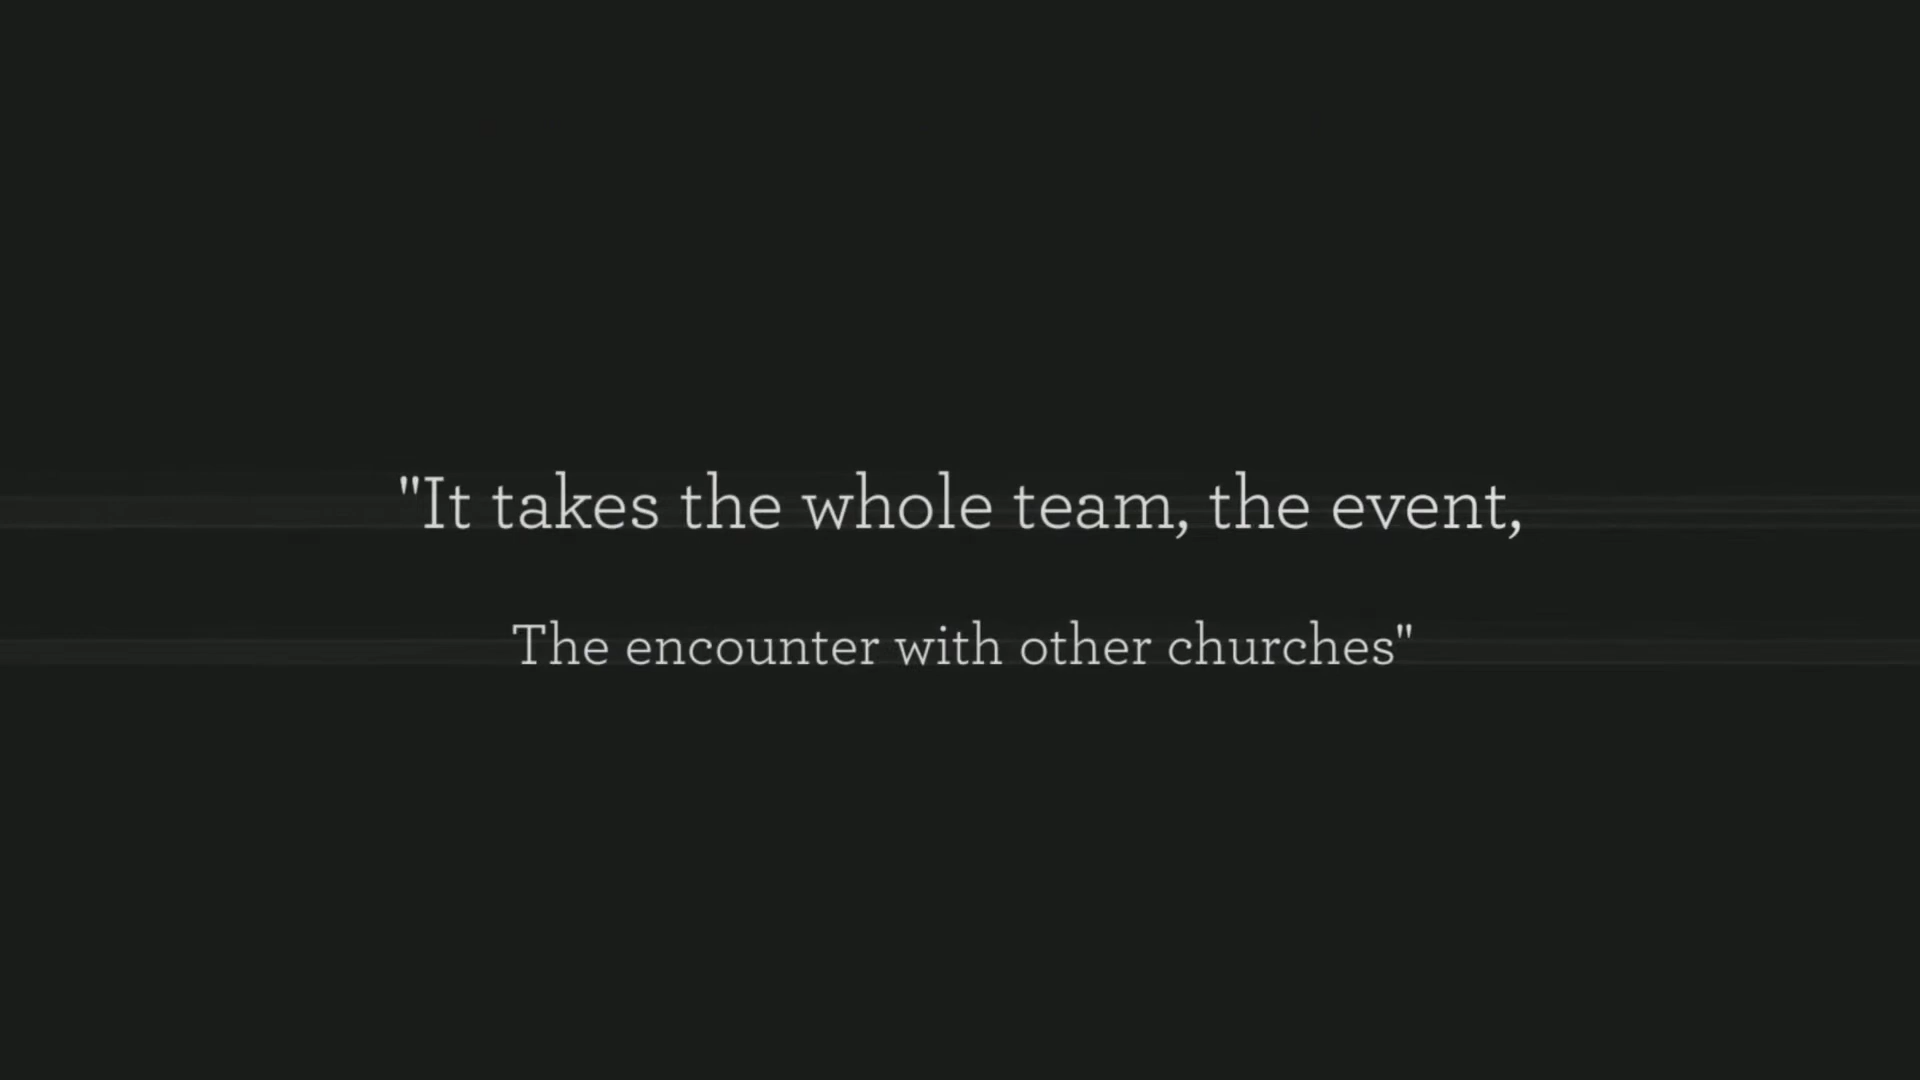 "It takes the whole team, the event,
The encounter with other churches"